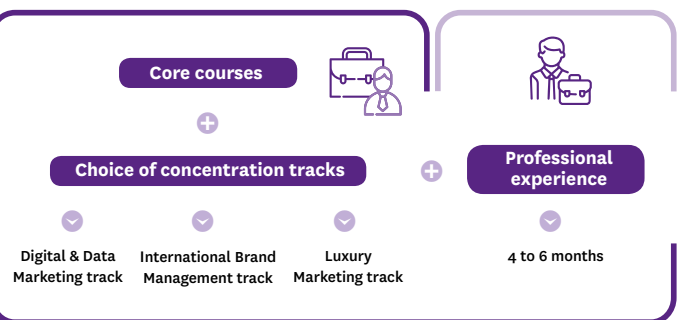 Core courses
Choice of concentration tracks
Professional
experience
Digital & Data
Marketing track
International Brand
Management track
Luxury
Marketing track
4 to 6 months